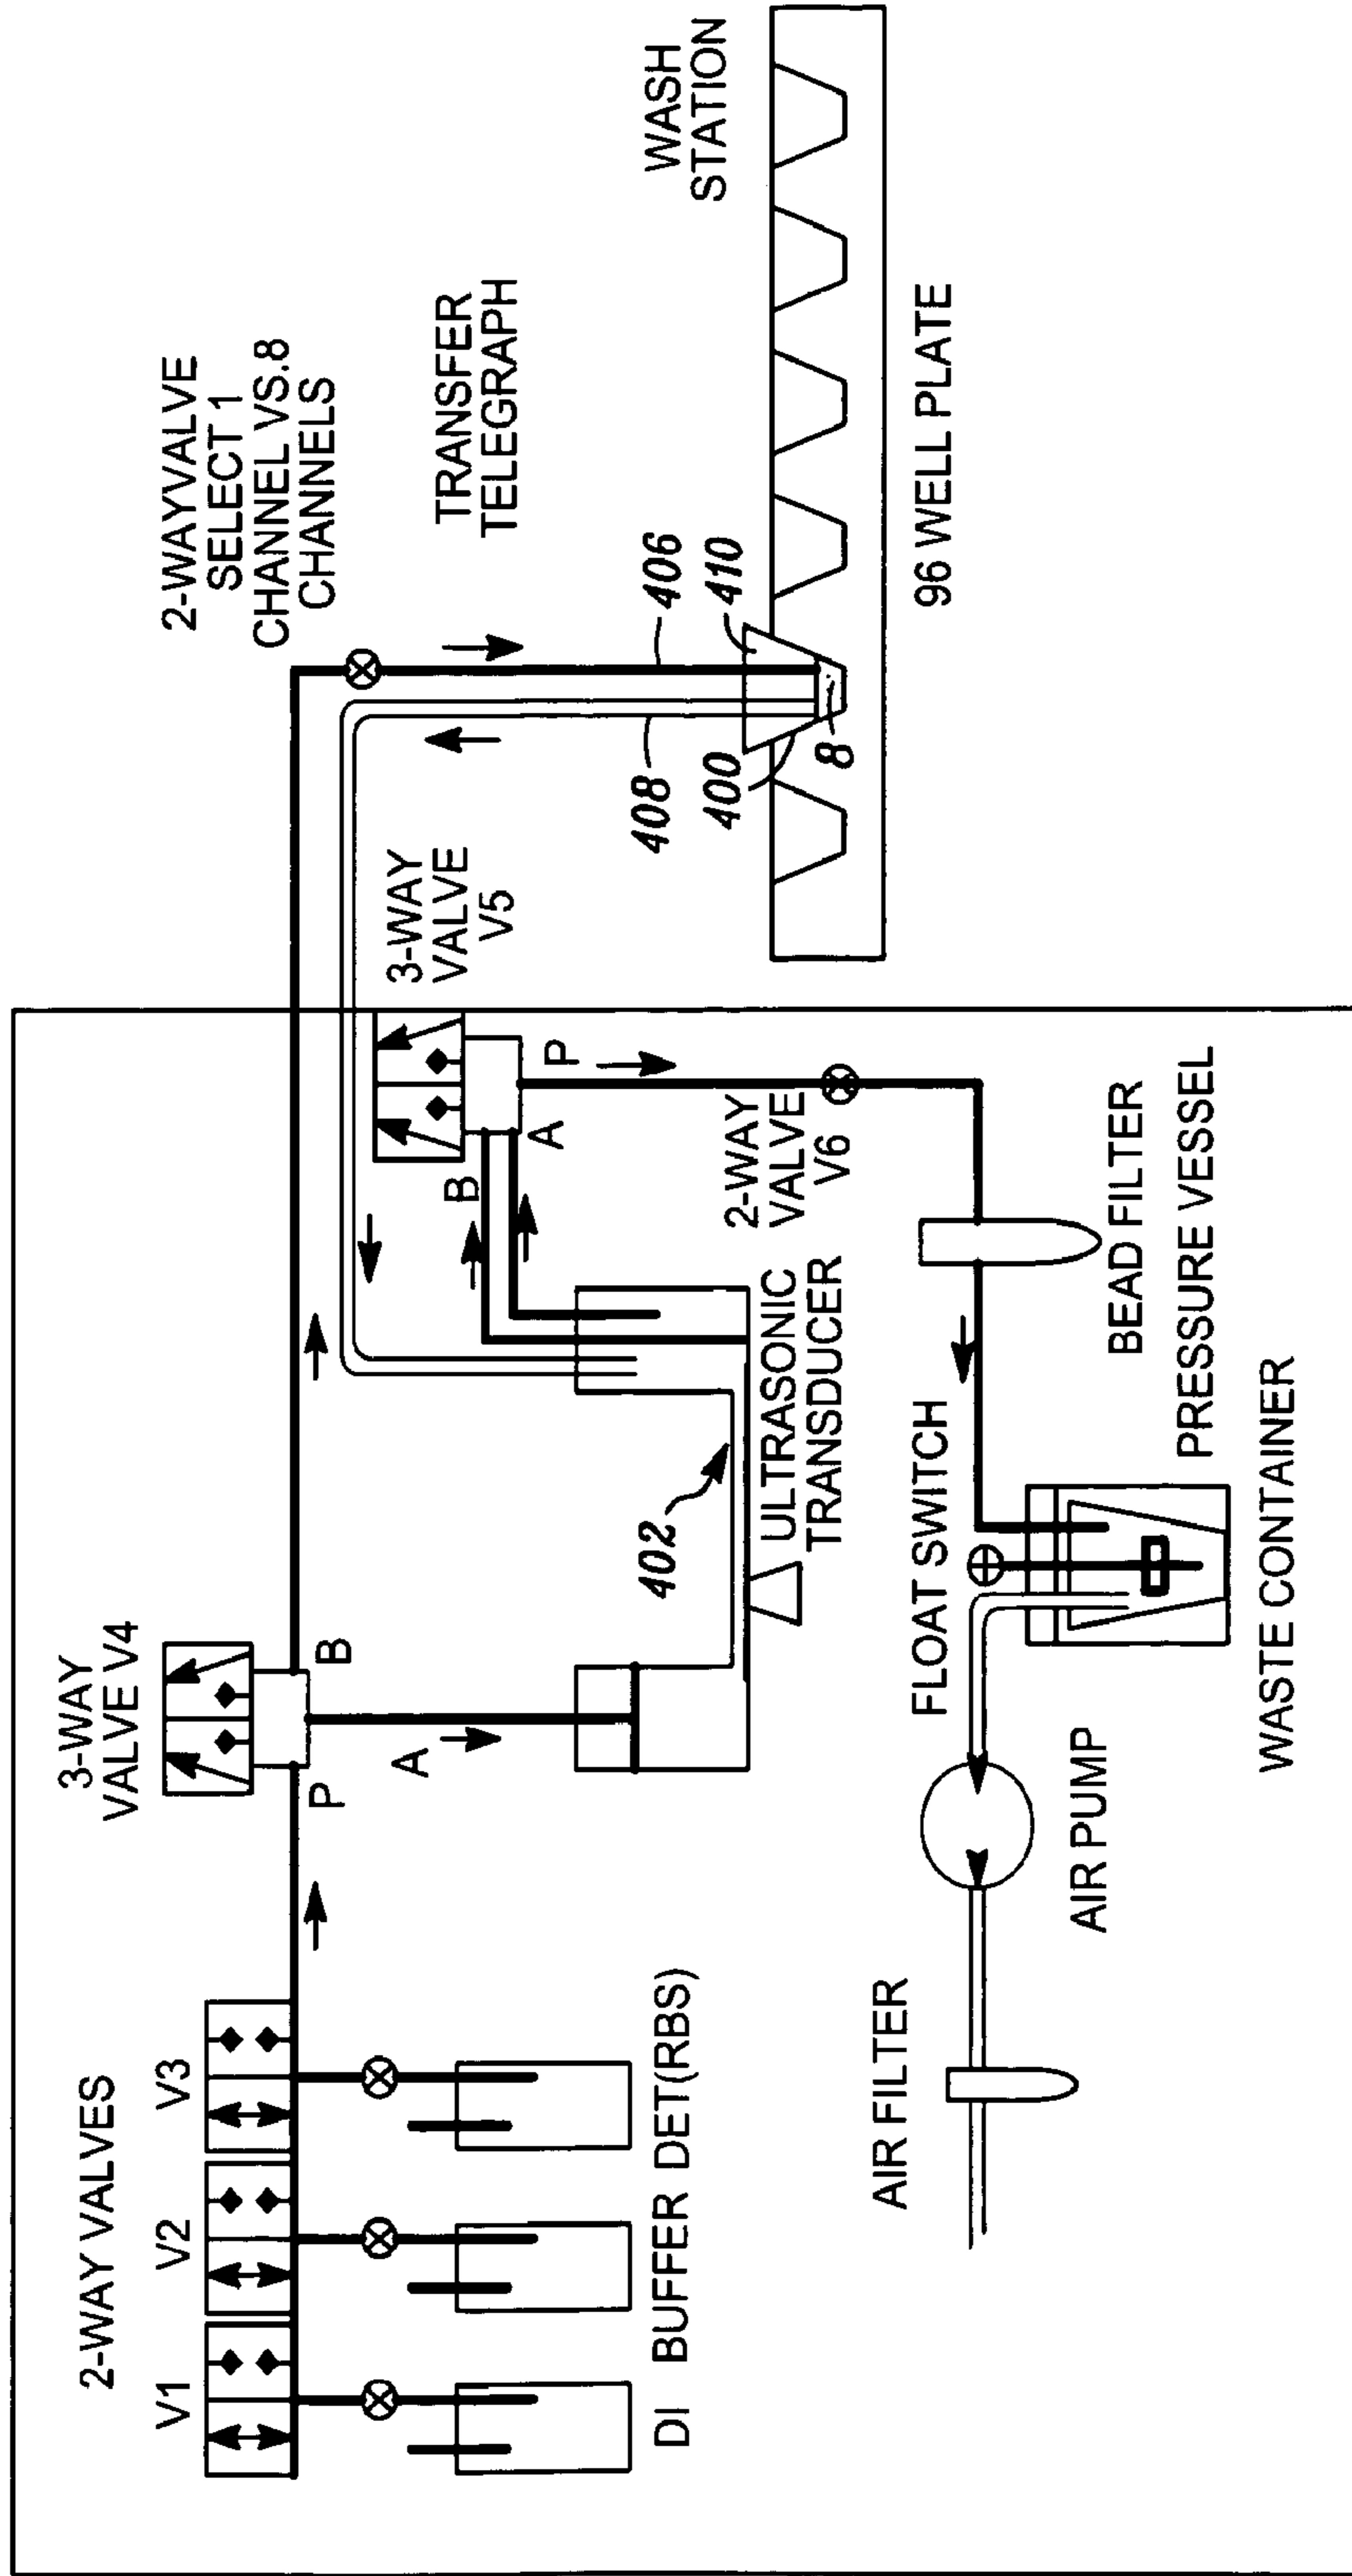 2-WAY VALVES
V1
V2
V3
DI
BUFFER
DET(RBS)
3-WAY
VALVE V4
P
B
A
402
ULTRASONIC
TRANSDUCER
3-WAY
VALVE
V5
B
A
P
2-WAY
VALVE
V6
2-WAYVALVE
SELECT 1
CHANNEL VS.8
CHANNELS
TRANSFER
TELEGRAPH
406
408
410
400
8
WASH
STATION
96 WELL PLATE
AIR FILTER
AIR PUMP
FLOAT SWITCH
BEAD FILTER
PRESSURE VESSEL
WASTE CONTAINER